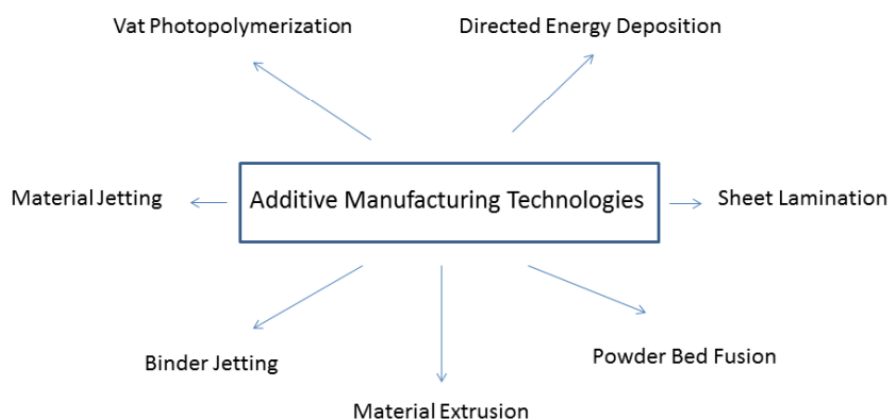 Vat Photopolymerization
Directed Energy Deposition
Material Jetting
Additive Manufacturing Technologies
Sheet Lamination
Binder Jetting
Powder Bed Fusion
Material Extrusion